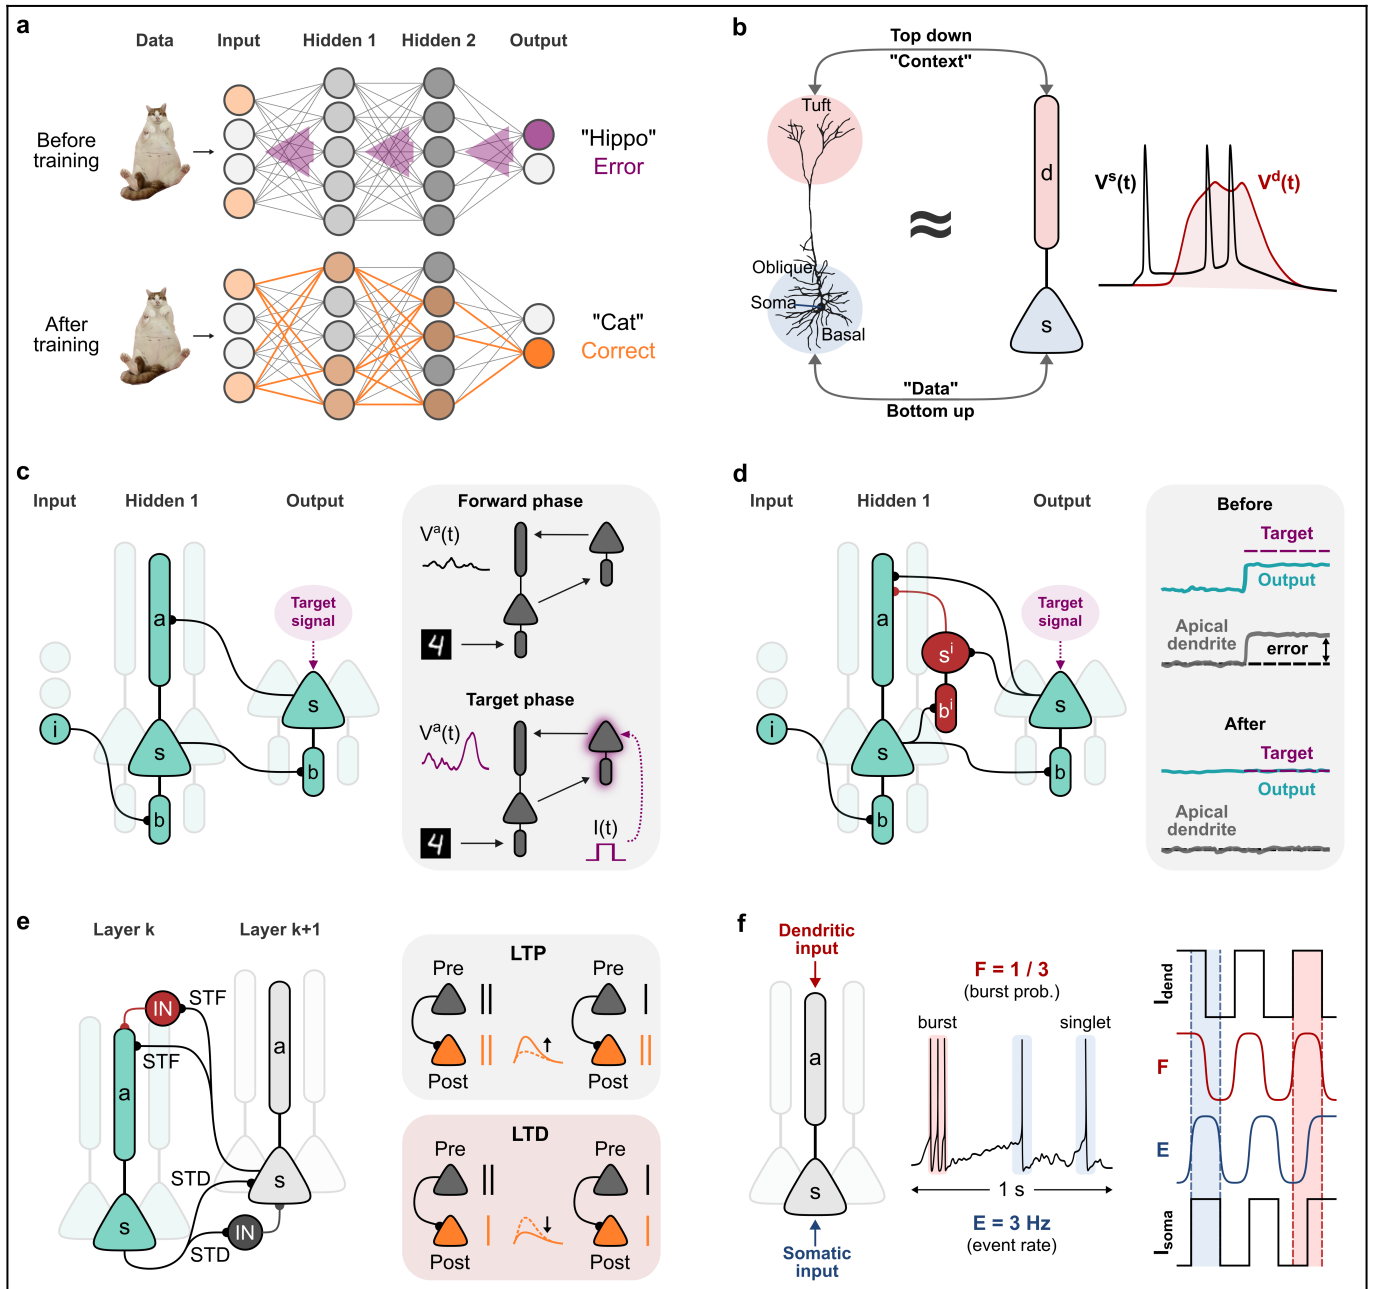 a
Data
Input
Hidden 1
Hidden 2
Output
Before
training
"Hippo"
Error
After
training
"Cat"
Correct
b
Top down
"Context"
Tuft
Oblique
Soma
Basal
≈
d
s
Vˢ(t)
Vᵈ(t)
"Data"
Bottom up
c
Input
Hidden 1
Output
a
s
b
i
Target
signal
s
b
Forward phase
Vᵃ(t)
4
Target phase
Vᵃ(t)
4
I(t)
d
Input
Hidden 1
Output
a
s
b
i
sⁱ
bⁱ
Target
signal
s
b
Before
Target
Output
Apical
dendrite
error
After
Target
Output
Apical
dendrite
e
Layer k
Layer k+1
IN
STF
STF
a
a
STD
s
s
IN
STD
LTP
Pre
Pre
Post
Post
LTD
Pre
Pre
Post
Post
f
Dendritic
input
a
s
Somatic
input
F = 1 / 3
(burst prob.)
burst
singlet
1 s
E = 3 Hz
(event rate)
I_dend
F
E
I_soma